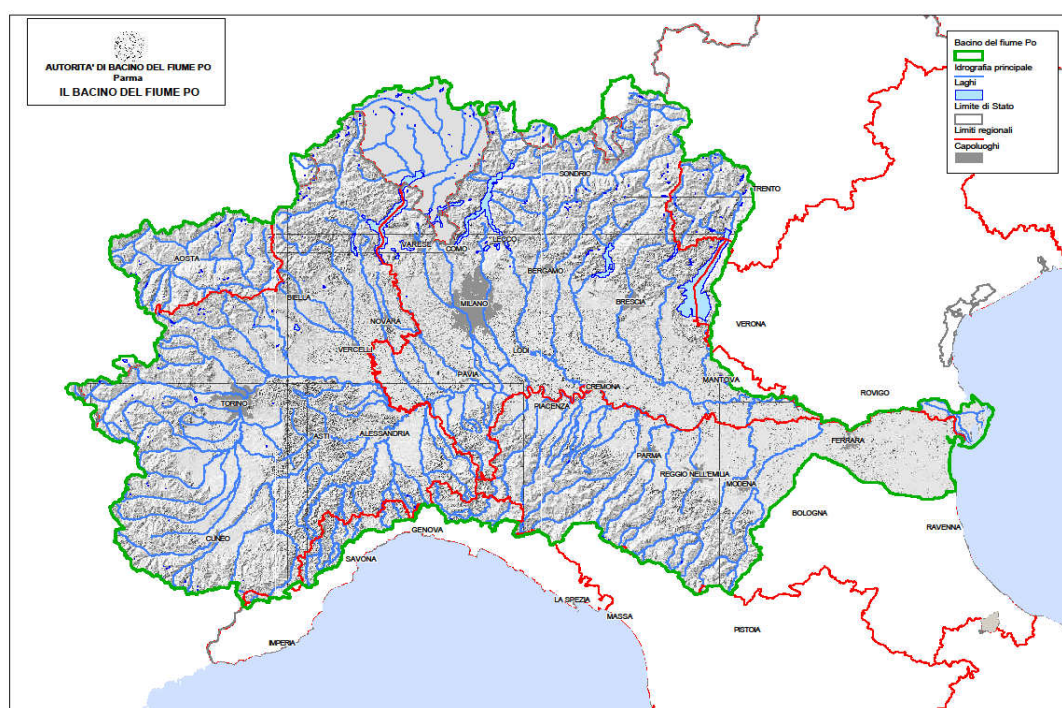 AUTORITA' DI BACINO DEL FIUME PO
Parma
IL BACINO DEL FIUME PO
Bacino del fiume Po
Idrografia principale
Laghi
Limite di Stato
Limiti regionali
Capoluoghi
SONDRIO
TRENTO
VARESE
COMO
LECCO
AOSTA
BERGAMO
BIELLA
MILANO
BRESCIA
NOVARA
VERONA
VERCELLI
LODI
PAVIA
CREMONA
MANTOVA
ROVIGO
TORINO
PIACENZA
ASTI
ALESSANDRIA
FERRARA
PARMA
REGGIO NELL'EMILIA
MODENA
BOLOGNA
RAVENNA
CUNEO
GENOVA
SAVONA
LA SPEZIA
MASSA
PISTOIA
IMPERIA